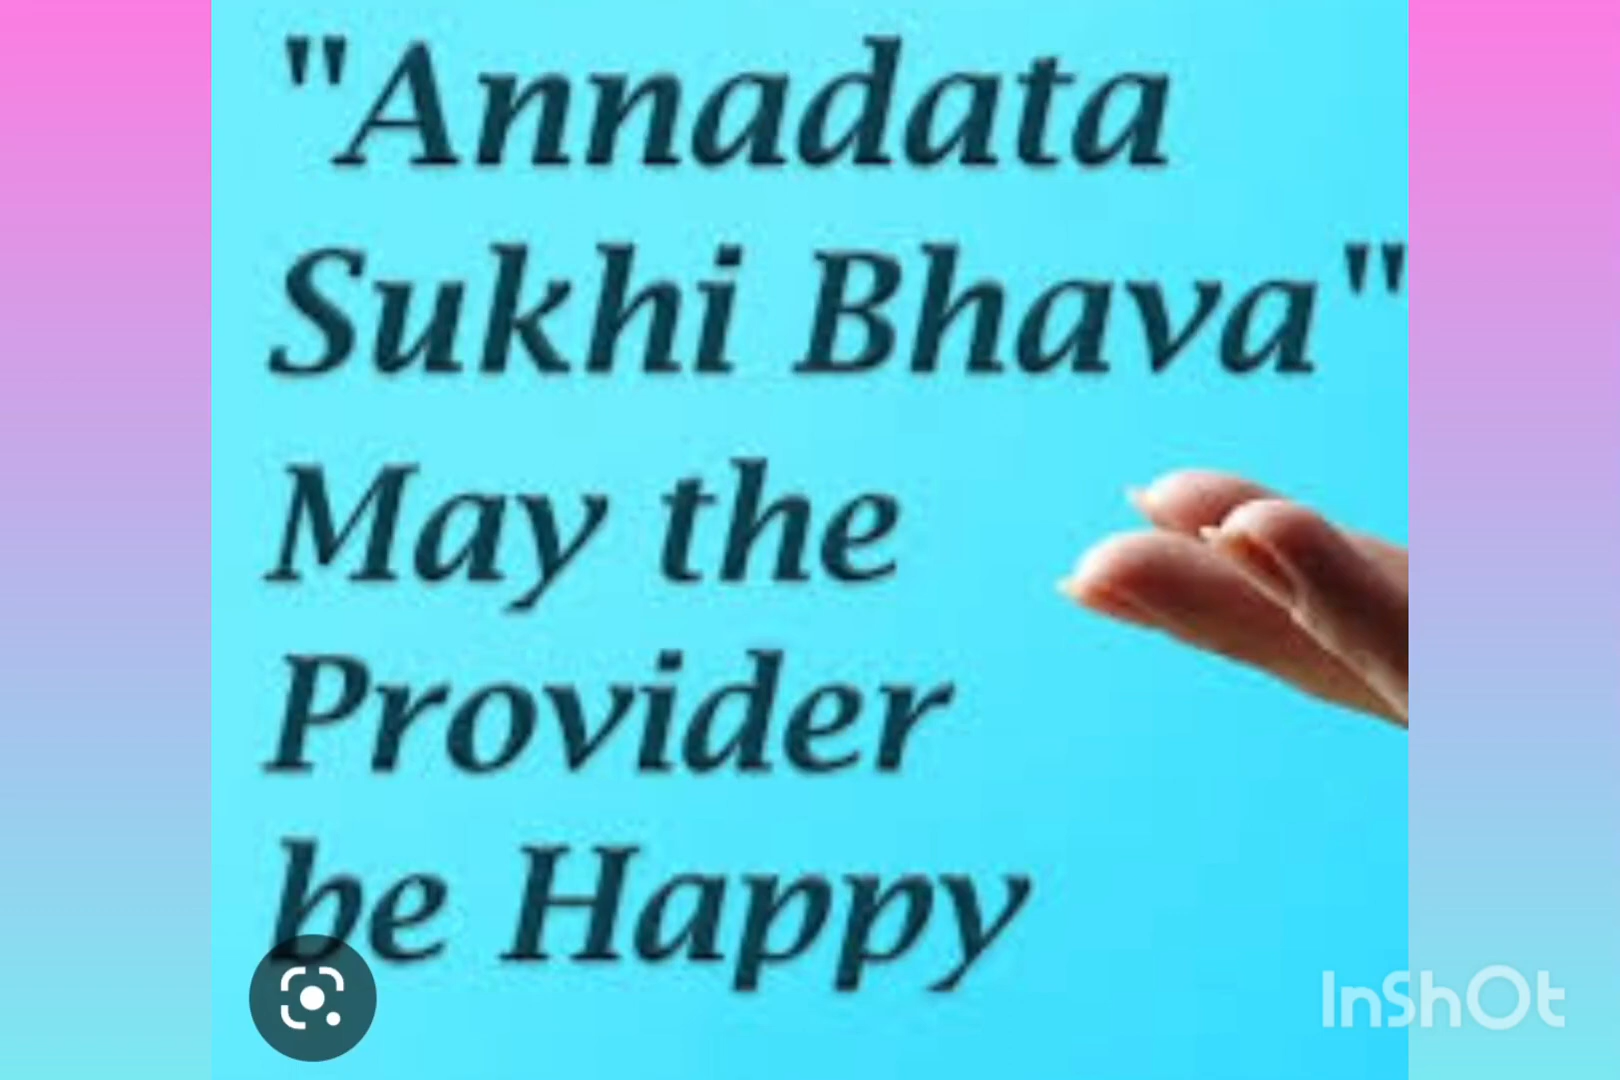 "Annadata
Sukhi Bhava"
May the
Provider
be Happy
InShOt